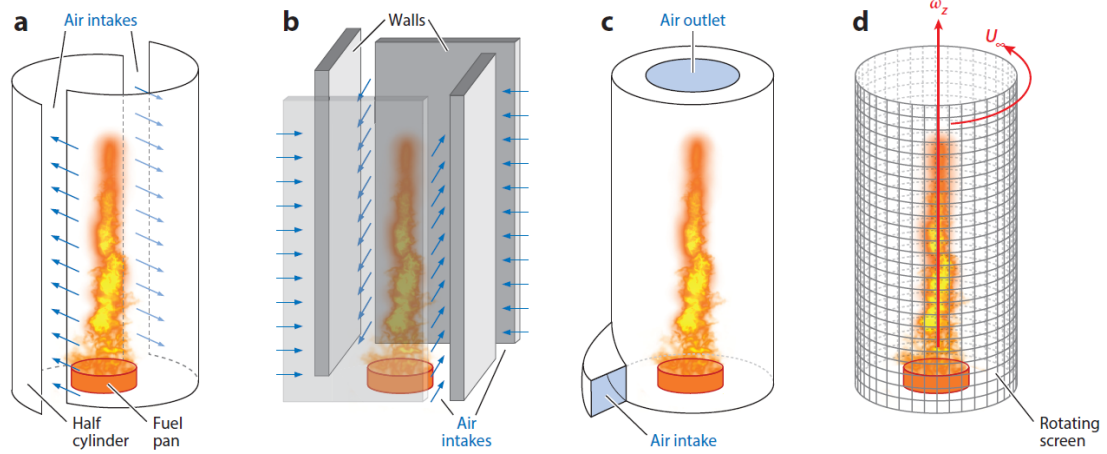 a
Air intakes
Half
cylinder
Fuel
pan
b
Walls
Air
intakes
c
Air outlet
Air intake
d
ω_z
U_∞
Rotating
screen